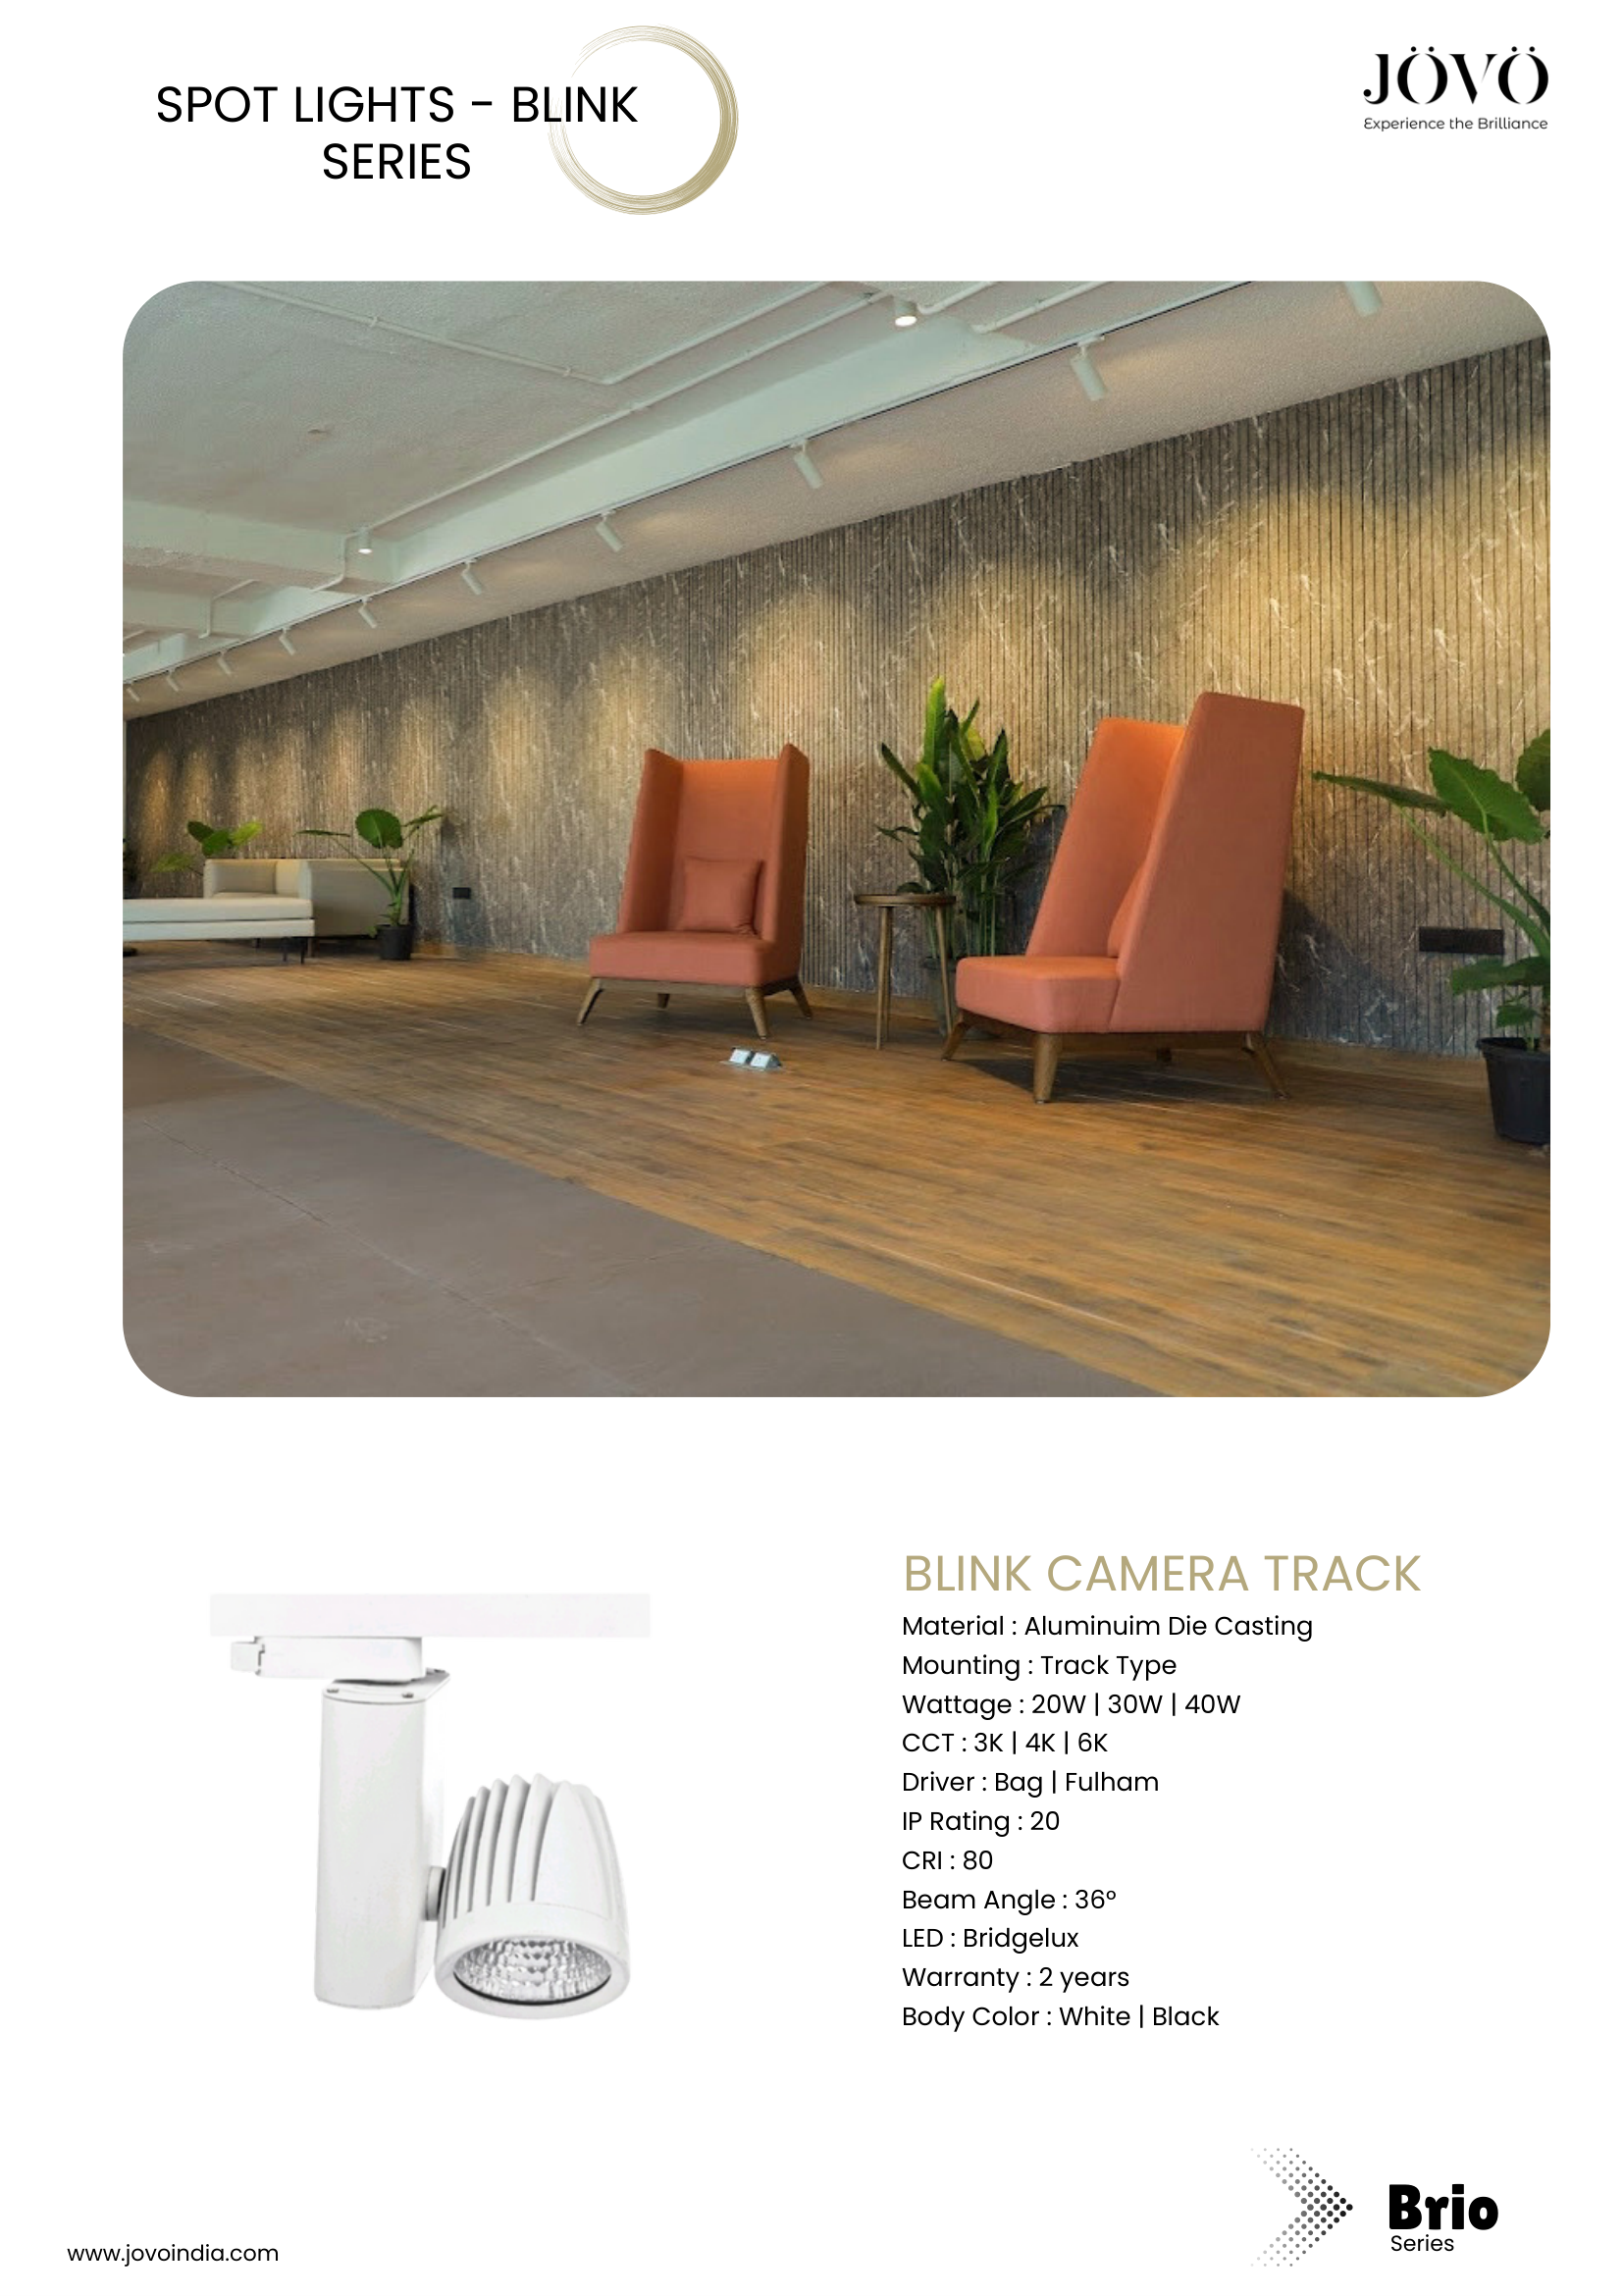 SPOT LIGHTS - BLINK
SERIES
JÖVÖ
Experience the Brilliance
BLINK CAMERA TRACK
Material : Aluminuim Die Casting
Mounting : Track Type
Wattage : 20W | 30W | 40W
CCT : 3K | 4K | 6K
Driver : Bag | Fulham
IP Rating : 20
CRI : 80
Beam Angle : 36°
LED : Bridgelux
Warranty : 2 years
Body Color : White | Black
Brio
Series
www.jovoindia.com